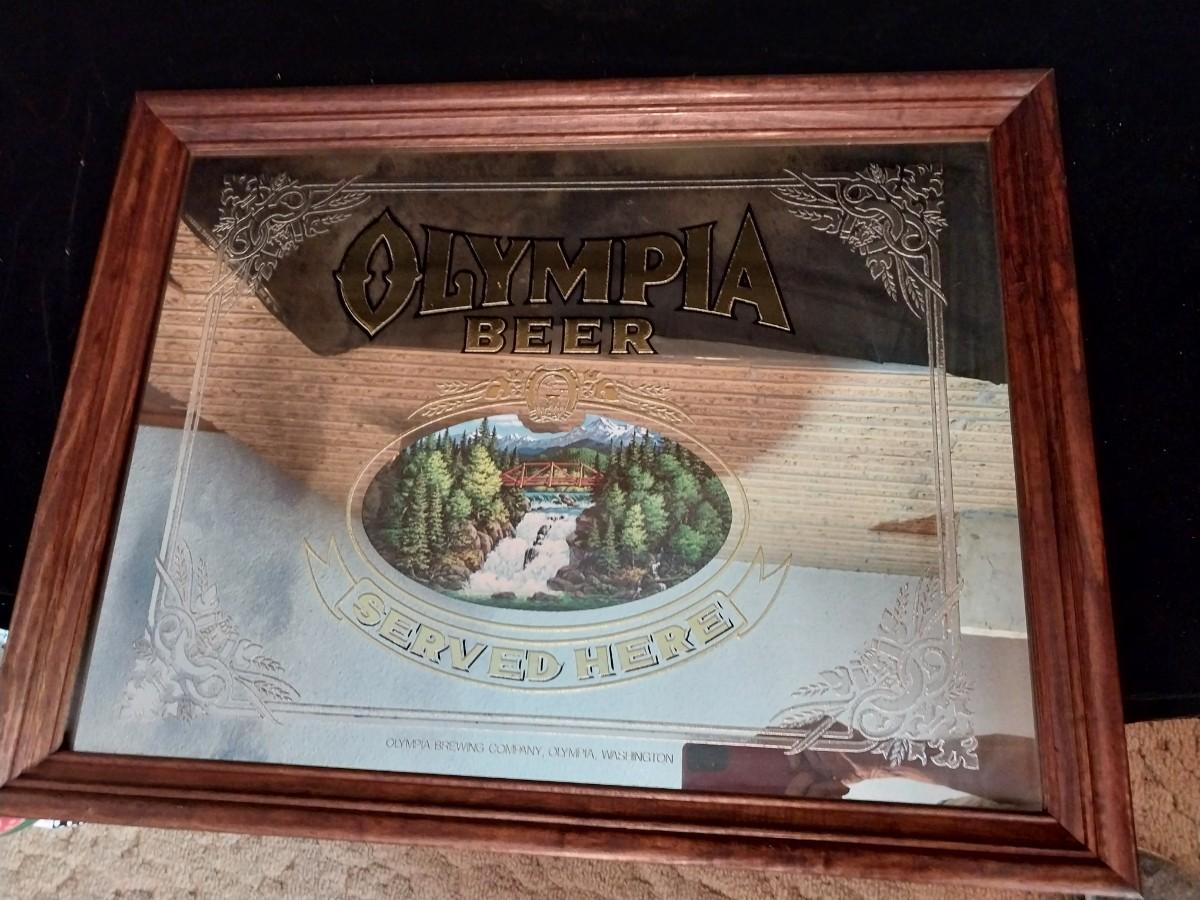 OLYMPIA
BEER
SERVED HERE
OLYMPIA BREWING COMPANY, OLYMPIA, WASHINGTON